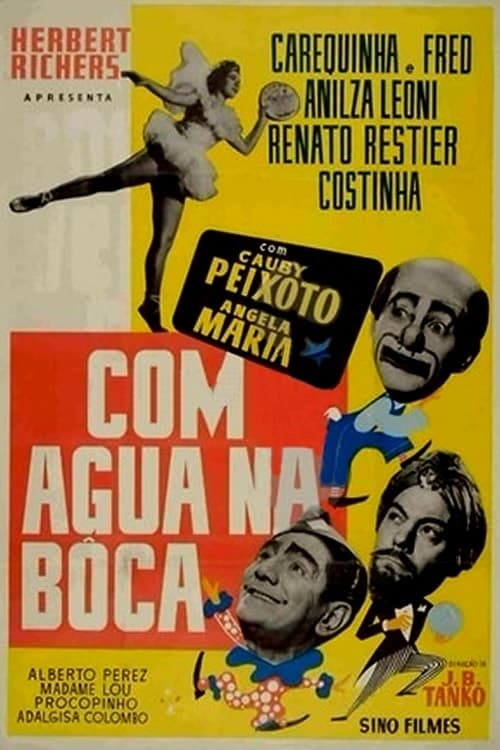 HERBERT
RICHERS
APRESENTA
CAREQUINHA e FRED
ANILZA LEONI
RENATO RESTIER
COSTINHA
com
CAUBY
PEIXOTO
ANGELA
MARIA
COM
AGUA NA
BÔCA
ALBERTO PEREZ
MADAME LOU
PROCOPINHO
ADALGISA COLOMBO
DIREÇÃO DE
J.B.
TANKO
SINO FILMES